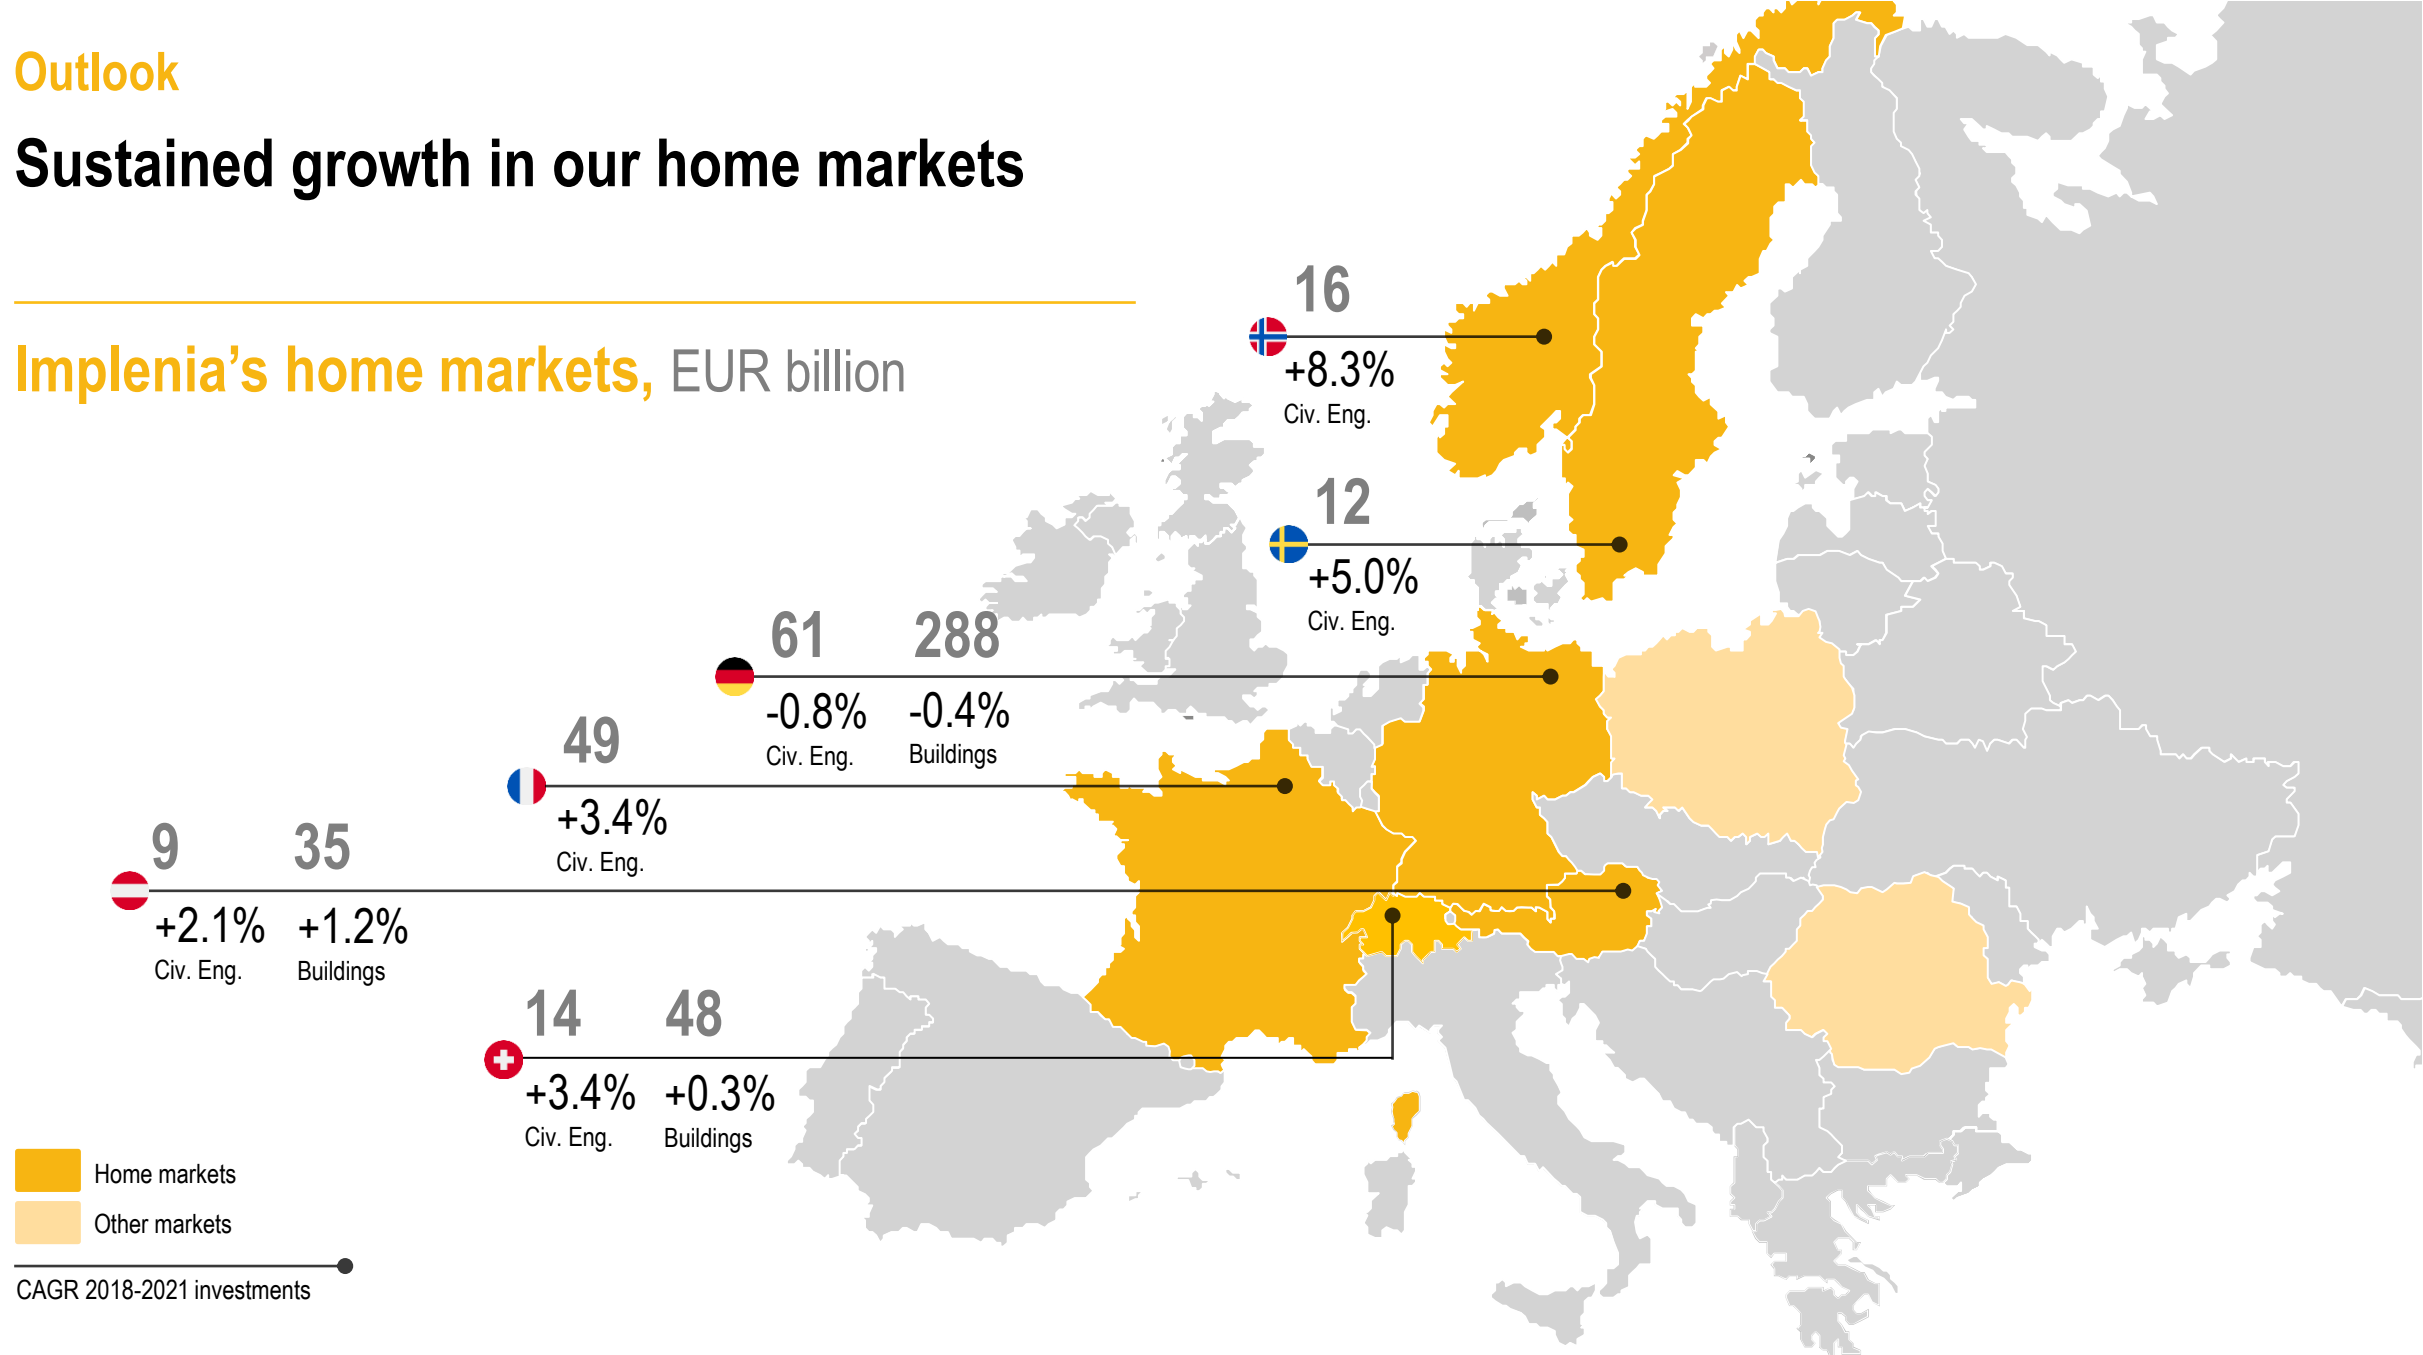 Outlook
Sustained growth in our home markets
Implenia’s home markets, EUR billion
16
+8.3%
Civ. Eng.
12
+5.0%
Civ. Eng.
61 288
-0.8% -0.4%
Civ. Eng. Buildings
49
+3.4%
Civ. Eng.
9 35
+2.1% +1.2%
Civ. Eng. Buildings
14 48
+3.4% +0.3%
Civ. Eng. Buildings
Home markets
Other markets
CAGR 2018-2021 investments